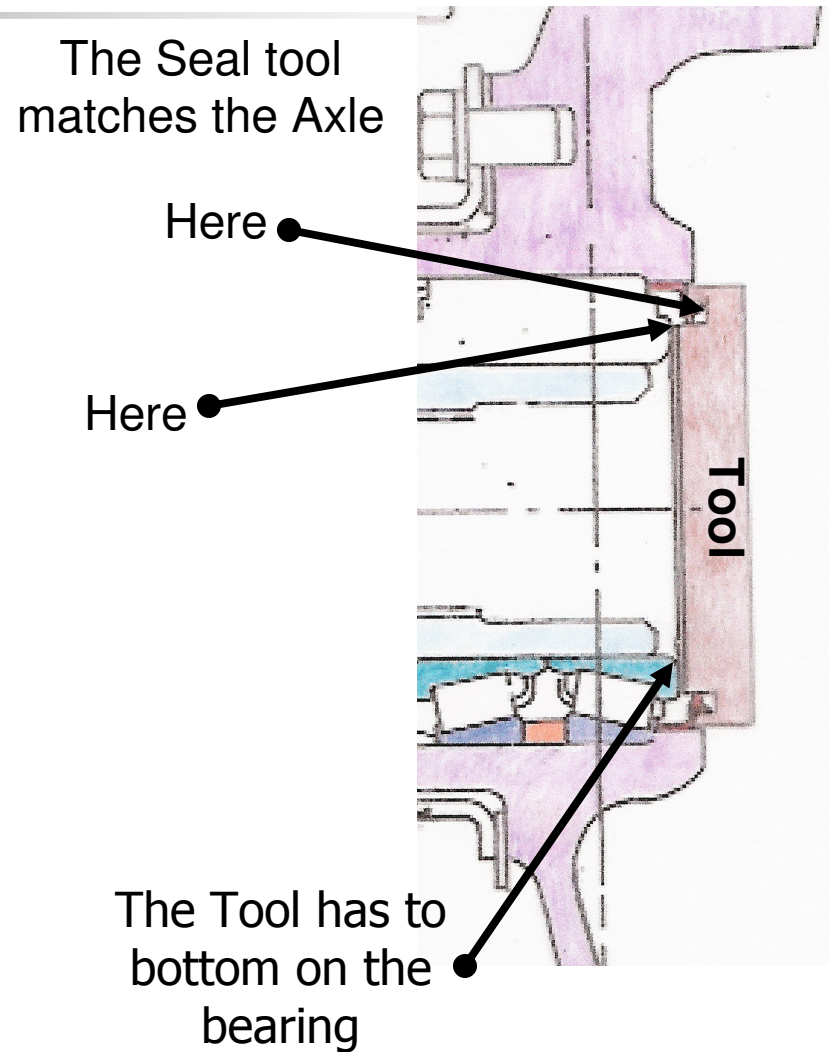 The Seal tool
matches the Axle
Here
Here
Tool
The Tool has to
bottom on the
bearing